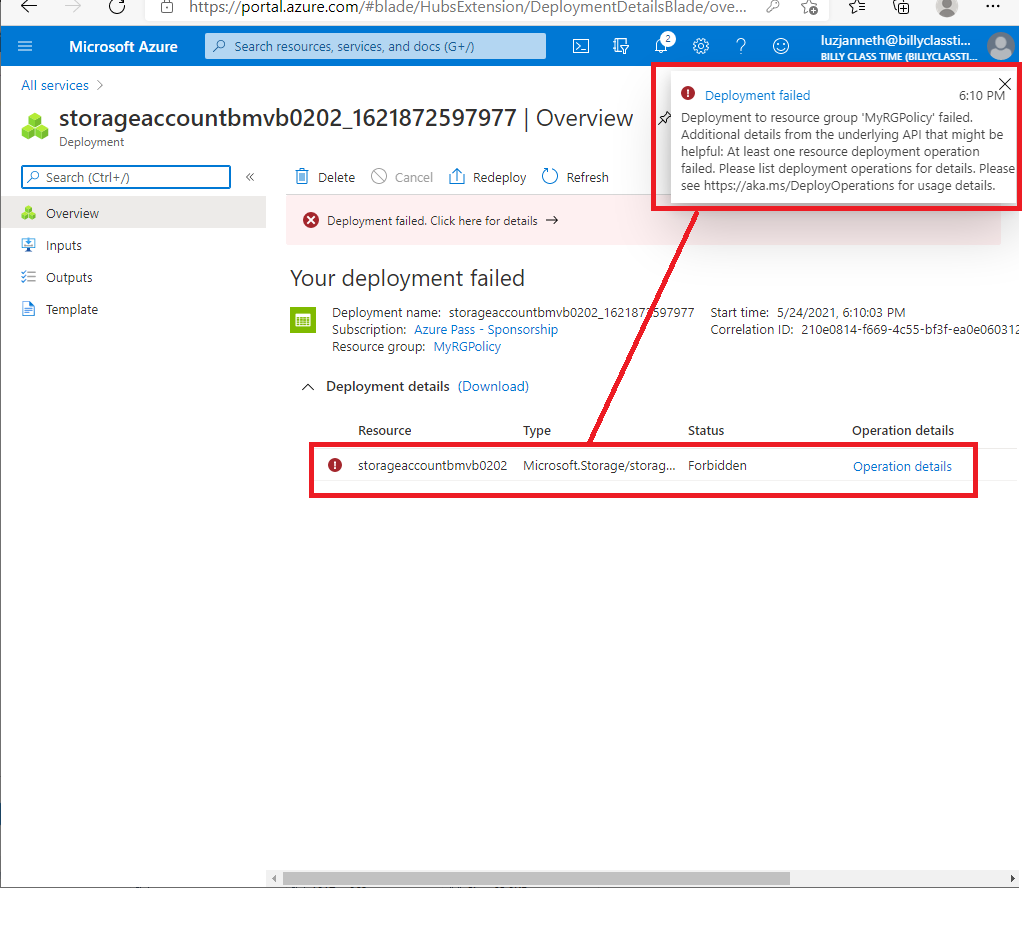 https://portal.azure.com/#blade/HubsExtension/DeploymentDetailsBlade/ove...
Microsoft Azure
Search resources, services, and docs (G+/)
2
luzjanneth@billyclassti...
BILLY CLASS TIME (BILLYCLASSTI...
All services
storageaccountbmvb0202_1621872597977 | Overview
Deployment
Deployment failed
6:10 PM
Deployment to resource group 'MyRGPolicy' failed.
Additional details from the underlying API that might be
helpful: At least one resource deployment operation
failed. Please list deployment operations for details. Please
see https://aka.ms/DeployOperations for usage details.
Search (Ctrl+/)
«
Delete
Cancel
Redeploy
Refresh
Overview
Inputs
Outputs
Template
Deployment failed. Click here for details →
Your deployment failed
Deployment name: storageaccountbmvb0202_1621872597977
Subscription: Azure Pass - Sponsorship
Resource group: MyRGPolicy
Start time: 5/24/2021, 6:10:03 PM
Correlation ID: 210e0814-f669-4c55-bf3f-ea0e060312
Deployment details (Download)
Resource Type Status Operation details
storageaccountbmvb0202 Microsoft.Storage/storag... Forbidden Operation details